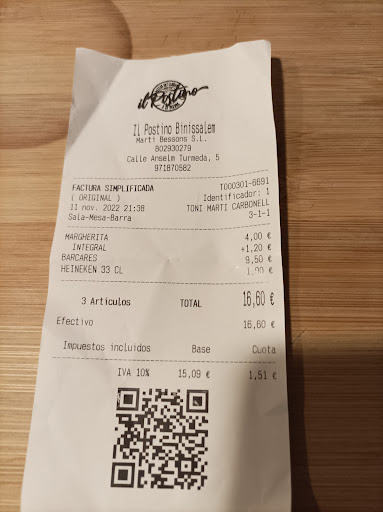 il Postino
Il Postino Binissalem
Marti Bessons S.L.
B02930279
Calle Anselm Turmeda, 5
971870582
FACTURA SIMPLIFICADA T000301-6691
( ORIGINAL ) Identificador: 1
11 nov. 2022 21:38 TONI MARTI CARBONELL
Sala-Mesa-Barra 3-1-1
MARGHERITA 4,00 €
INTEGRAL +1,20 €
BARCARES 9,50 €
HEINEKEN 33 CL 1,90 €
3 Artículos TOTAL 16,60 €
Efectivo 16,60 €
Impuestos incluidos Base Cuota
IVA 10% 15,09 € 1,51 €